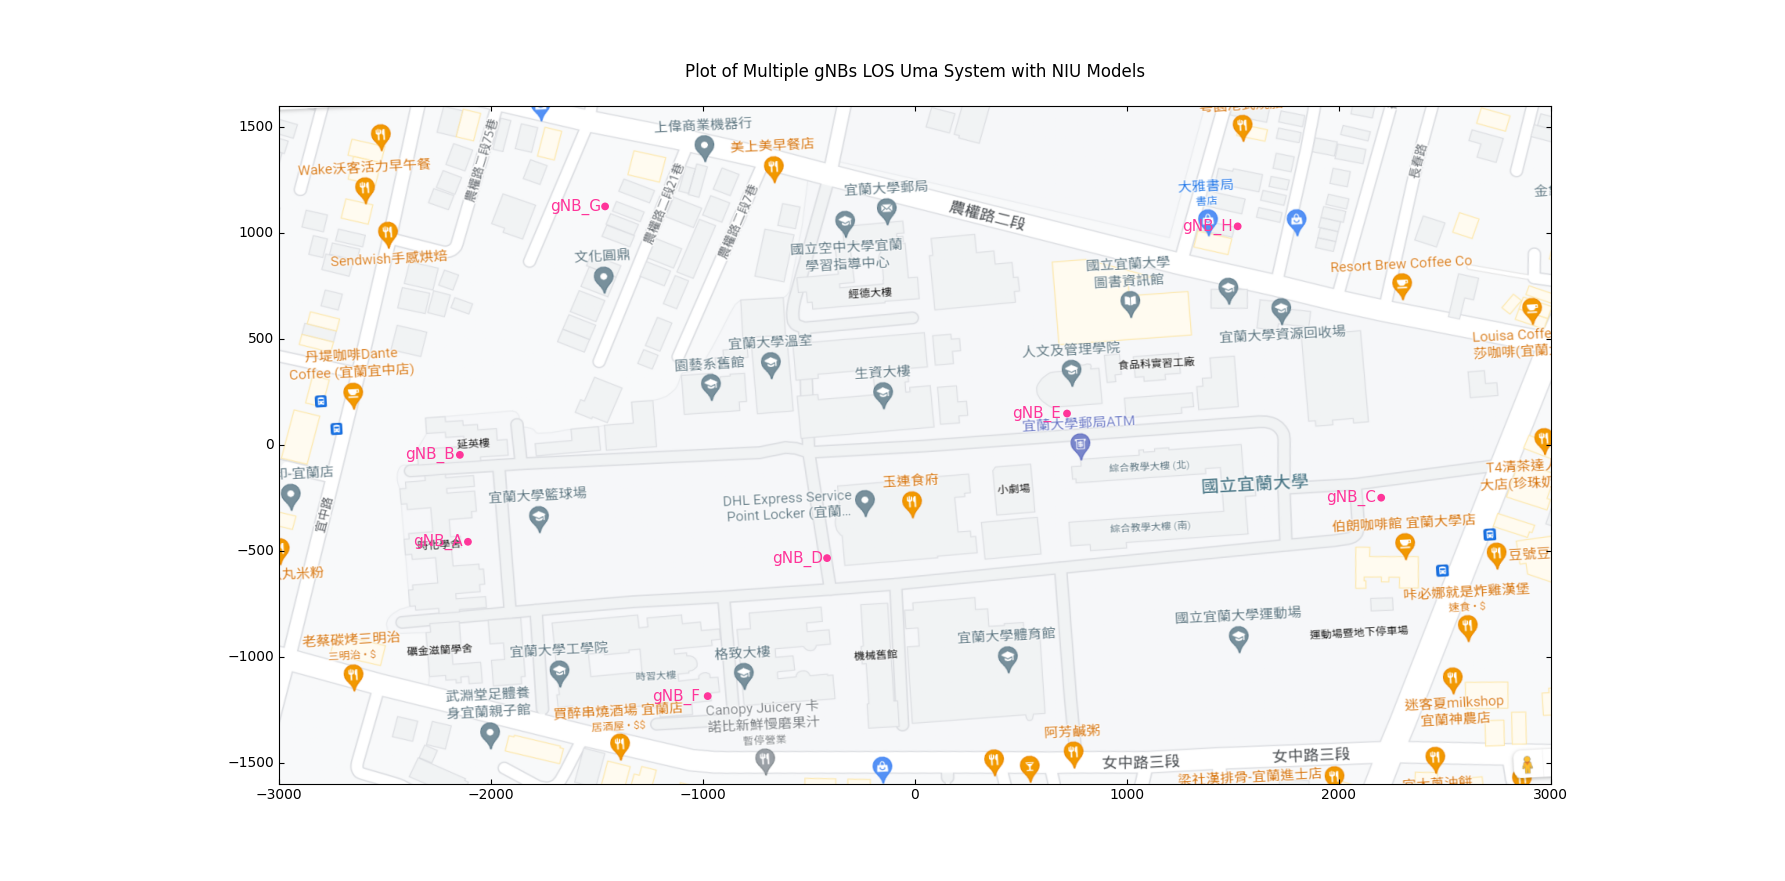 Plot of Multiple gNBs LOS Uma System with NIU Models
1500
1000
500
0
−500
−1000
−1500
−3000
−2000
−1000
0
1000
2000
3000
上偉商業機器行
美上美早餐店
Wake沃客活力早午餐
農權路二段75巷
農權路二段21巷
農權路二段7巷
gNB_G
宜蘭大學郵局
農權路二段
大雅書局
書店
gNB_H
長春路
Sendwish手感烘焙
文化圓鼎
國立空中大學宜蘭
學習指導中心
經德大樓
國立宜蘭大學
圖書資訊館
Resort Brew Coffee Co
宜蘭大學資源回收場
Louisa Coffe
莎咖啡(宜蘭
丹堤咖啡Dante
Coffee (宜蘭宜中店)
宜蘭大學溫室
園藝系舊館
生資大樓
人文及管理學院
食品科實習工廠
gNB_E
宜蘭大學郵局ATM
延英樓
gNB_B
宜蘭店
宜中路
宜蘭大學籃球場
DHL Express Service
Point Locker (宜蘭...
玉連食府
小劇場
綜合教學大樓 (北)
綜合教學大樓 (南)
國立宜蘭大學
gNB_C
T4清茶達人
大店(珍珠奶
伯朗咖啡館 宜蘭大學店
gNB_A
gNB_D
丸米粉
豆號豆
咔必娜就是炸雞漢堡
速食・$
老蔡碳烤三明治
三明治・$
礦金滋蘭學舍
宜蘭大學工學院
時習大樓
格致大樓
機械舊館
宜蘭大學體育館
國立宜蘭大學運動場
運動場暨地下停車場
gNB_F
武淵堂足體養
身宜蘭親子館
買醉串燒酒場 宜蘭店
居酒屋・$$
Canopy Juicery 卡
諾比新鮮慢磨果汁
暫停營業
阿芳鹹粥
女中路三段
女中路三段
迷客夏milkshop
宜蘭神農店
梁社漢排骨-宜蘭進士店